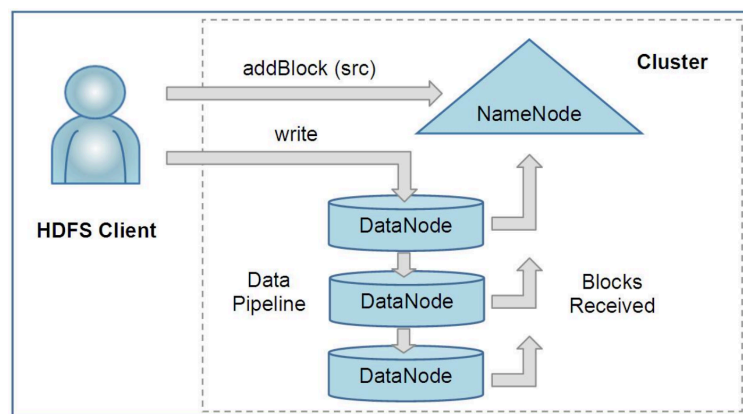 addBlock (src)
Cluster
NameNode
write
HDFS Client
DataNode
Data
Pipeline
DataNode
Blocks
Received
DataNode